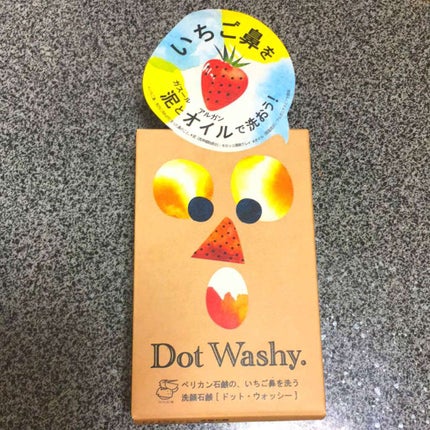 いちご鼻を
ガスール アルガン
泥とオイルで洗おう!
Dot Washy.
ペリカン石鹸の、いちご鼻を洗う
洗顔石鹸[ドット・ウォッシー]